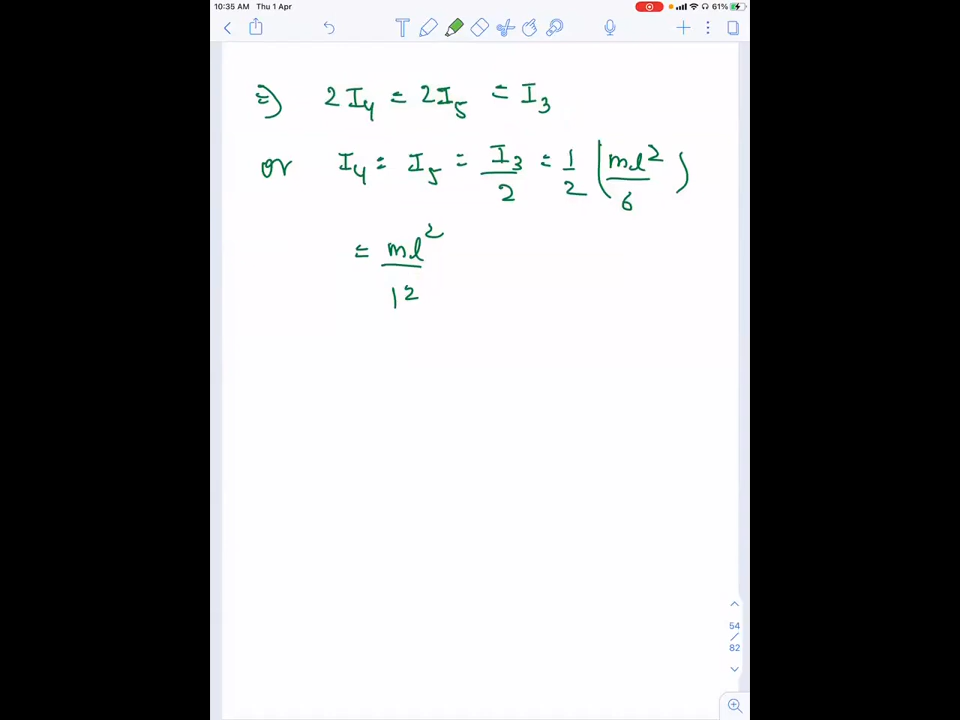 10:35 AM Thu 1 Apr 61%
⇒) 2I₄ = 2I₅ = I₃
or I₄ = I₅ = I₃/2 = 1/2 (ml²/6)
= ml²/12
54
/
82